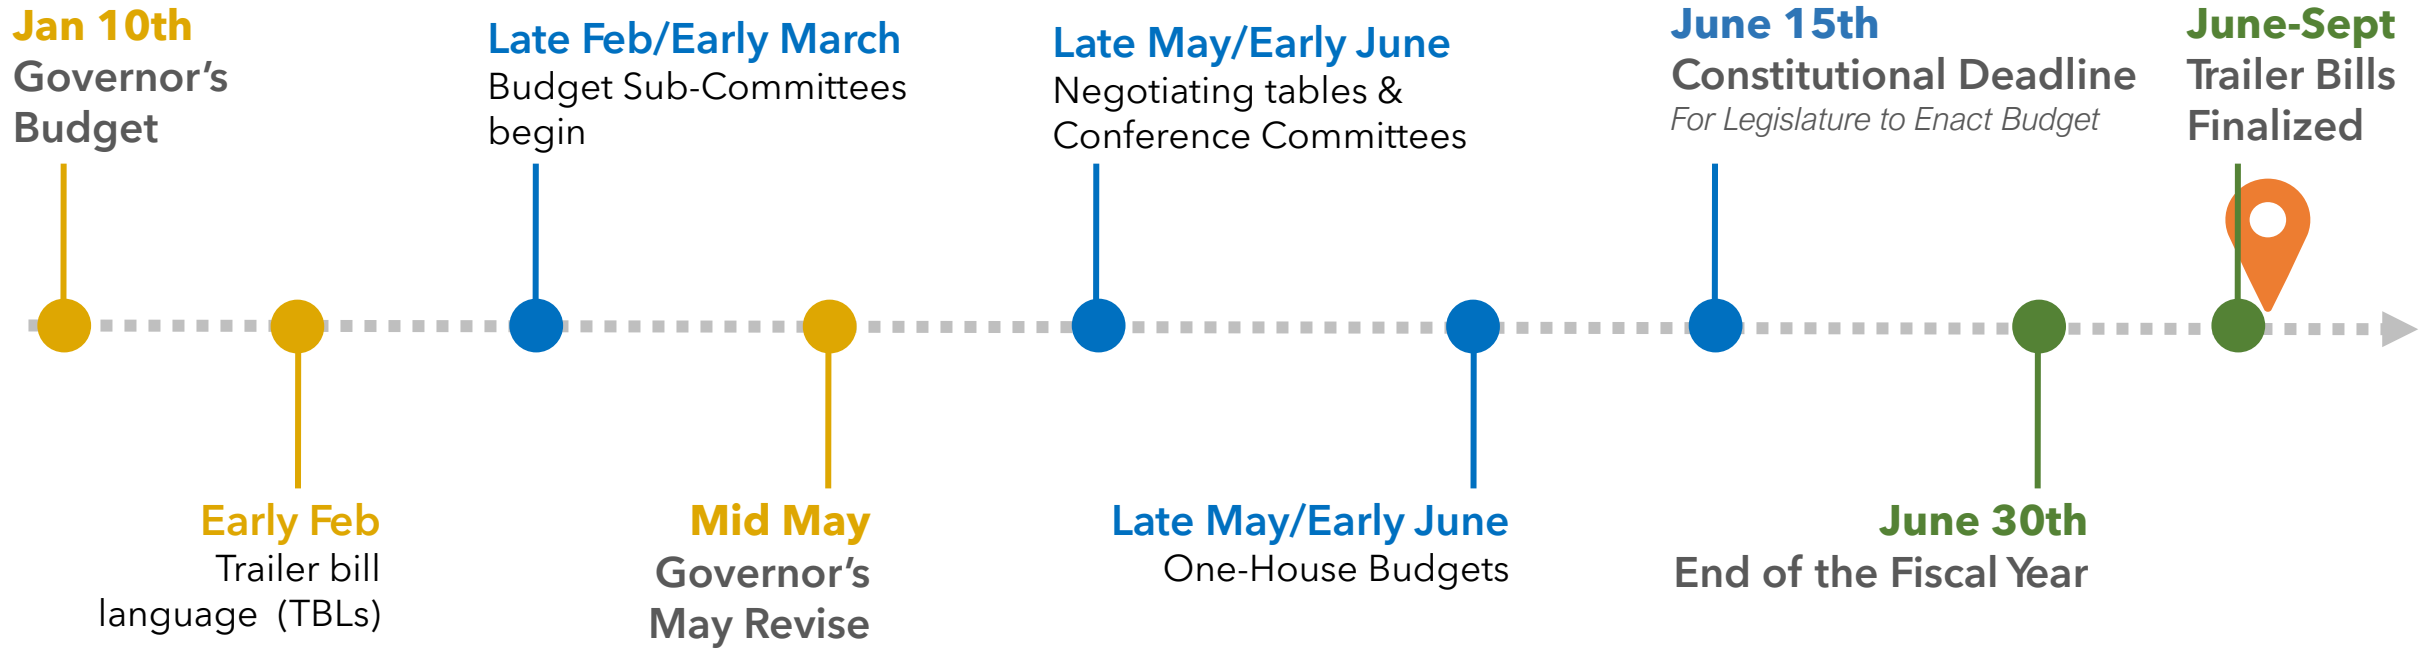 Jan 10th
Governor’s
Budget
Late Feb/Early March
Budget Sub-Committees
begin
Late May/Early June
Negotiating tables &
Conference Committees
June 15th
Constitutional Deadline
For Legislature to Enact Budget
June-Sept
Trailer Bills
Finalized
Early Feb
Trailer bill
language (TBLs)
Mid May
Governor’s
May Revise
Late May/Early June
One-House Budgets
June 30th
End of the Fiscal Year